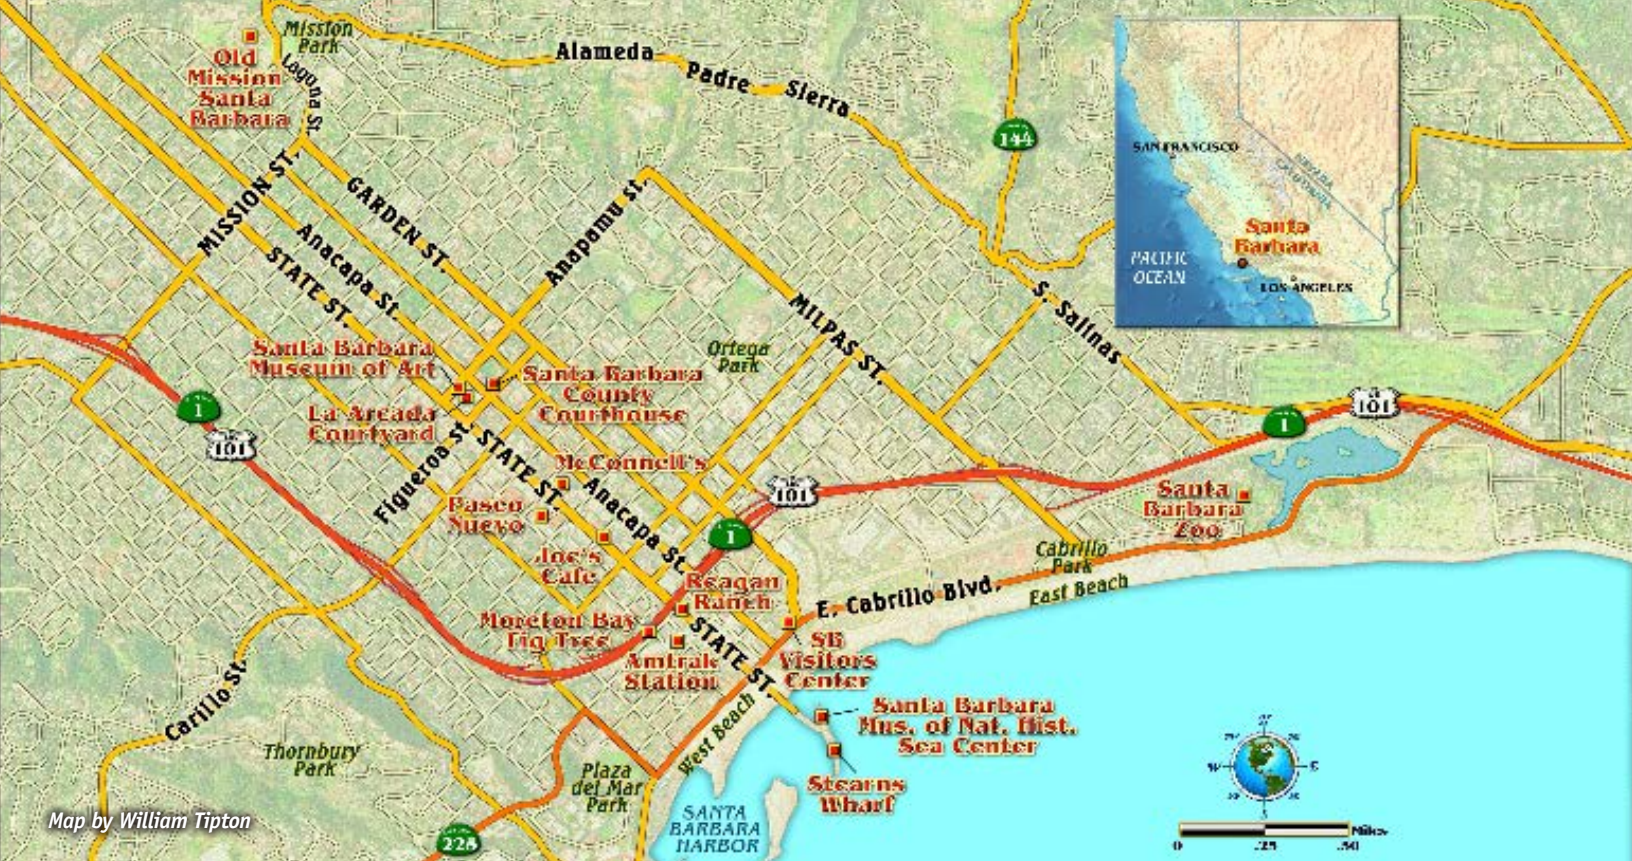 Mission
Park
Old
Mission
Santa
Barbara
Laguna St.
Alameda
Padre
Sierra
144
MISSION ST.
GARDEN ST.
Anacapa St.
STATE ST.
Anapamu st.
MILPAS ST.
S. Salinas
SAN FRANCISCO
NEVADA
CALIFORNIA
Santa
Barbara
PACIFIC
OCEAN
LOS ANGELES
Santa Barbara
Museum of Art
Santa Barbara
County
Courthouse
Ortega
Park
1
101
La Arcada
Courtyard
Figueroa st.
STATE ST.
McConnell's
Anacapa St.
Paseo
Nuevo
Joe's
Cafe
101
1
1
101
Santa
Barbara
Zoo
Reagan
Ranch
Cabrillo
Park
East Beach
E. Cabrillo Blvd.
Moreton Bay
Fig Tree
Amtrak
Station
STATE ST.
SB
Visitors
Center
Carillo St.
Thornbury
Park
West Beach
Santa Barbara
Mus. of Nat. Hist.
Sea Center
Stearns
Wharf
Plaza
del Mar
Park
SANTA
BARBARA
HARBOR
225
Map by William Tipton
W
E
0 .25 .50 Miles